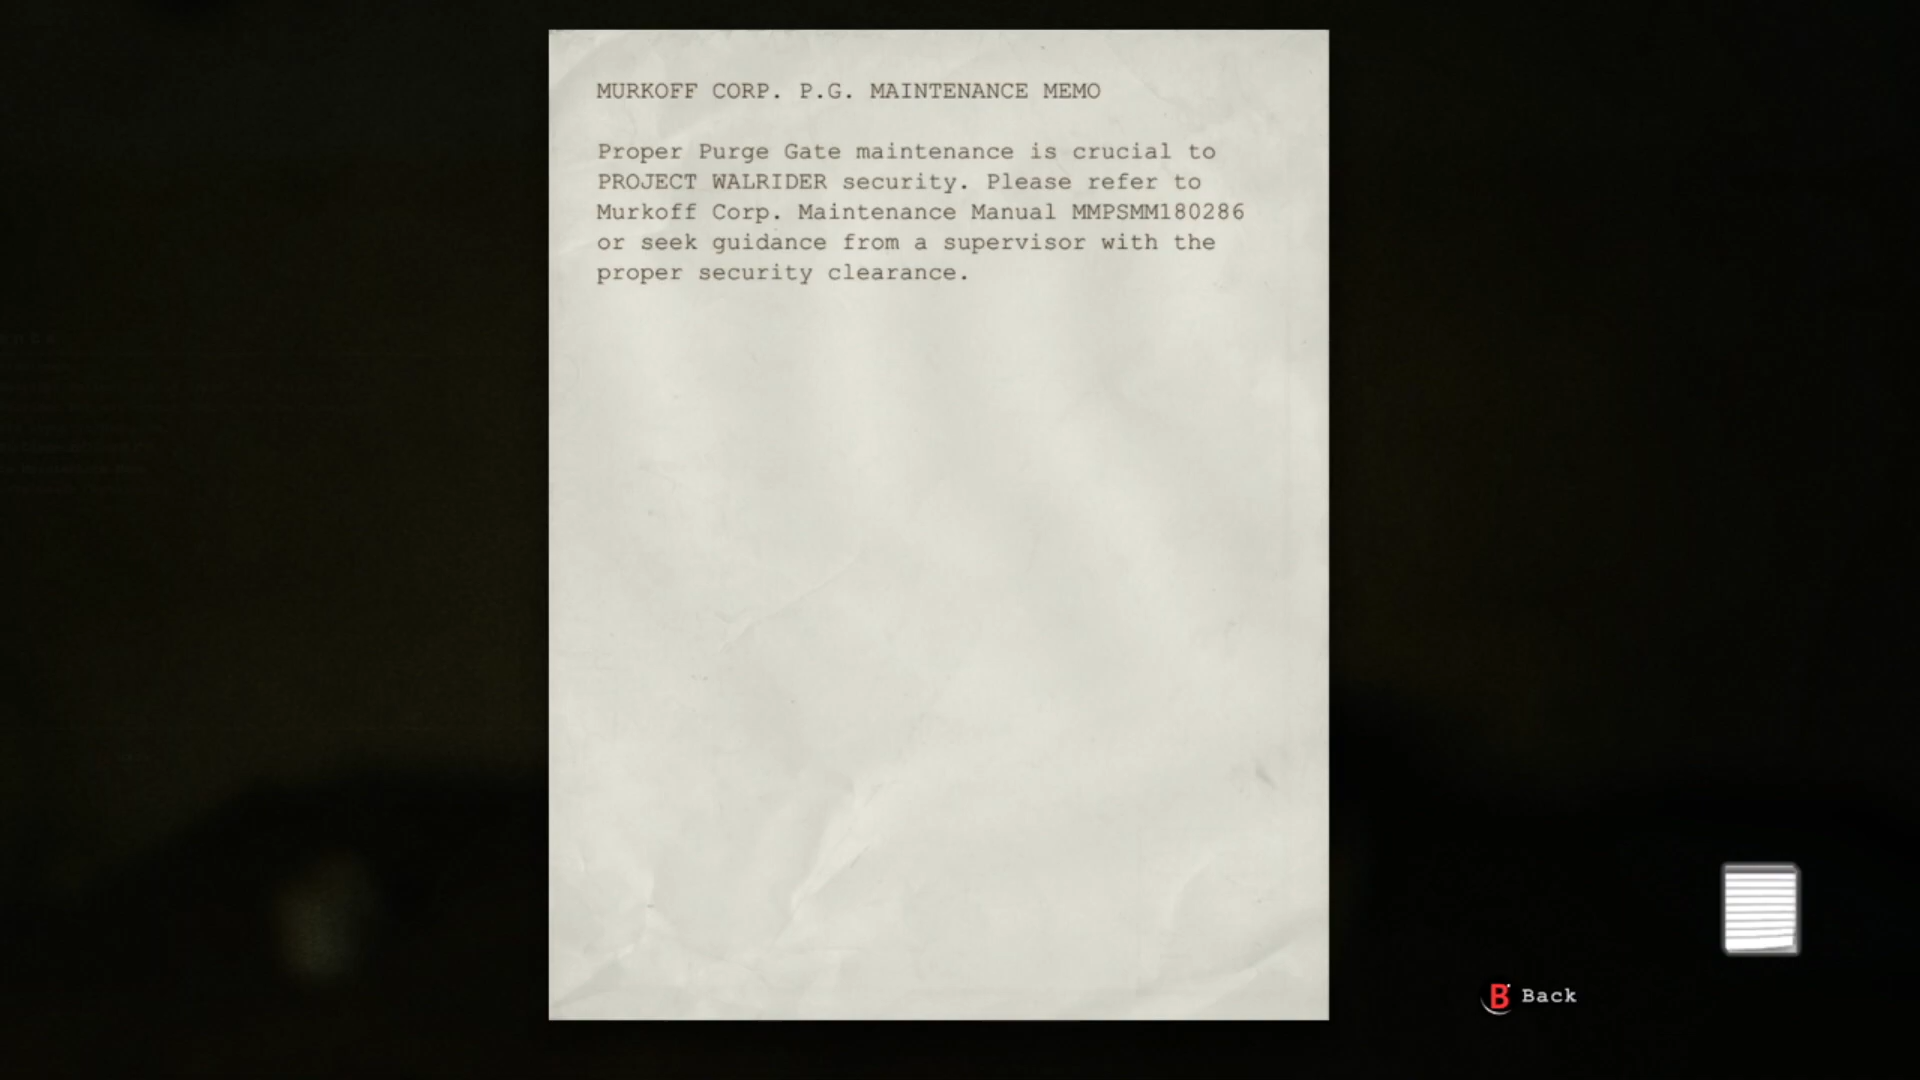 MURKOFF CORP. P.G. MAINTENANCE MEMO
Proper Purge Gate maintenance is crucial to
PROJECT WALRIDER security. Please refer to
Murkoff Corp. Maintenance Manual MMPSMM180286
or seek guidance from a supervisor with the
proper security clearance.
B Back